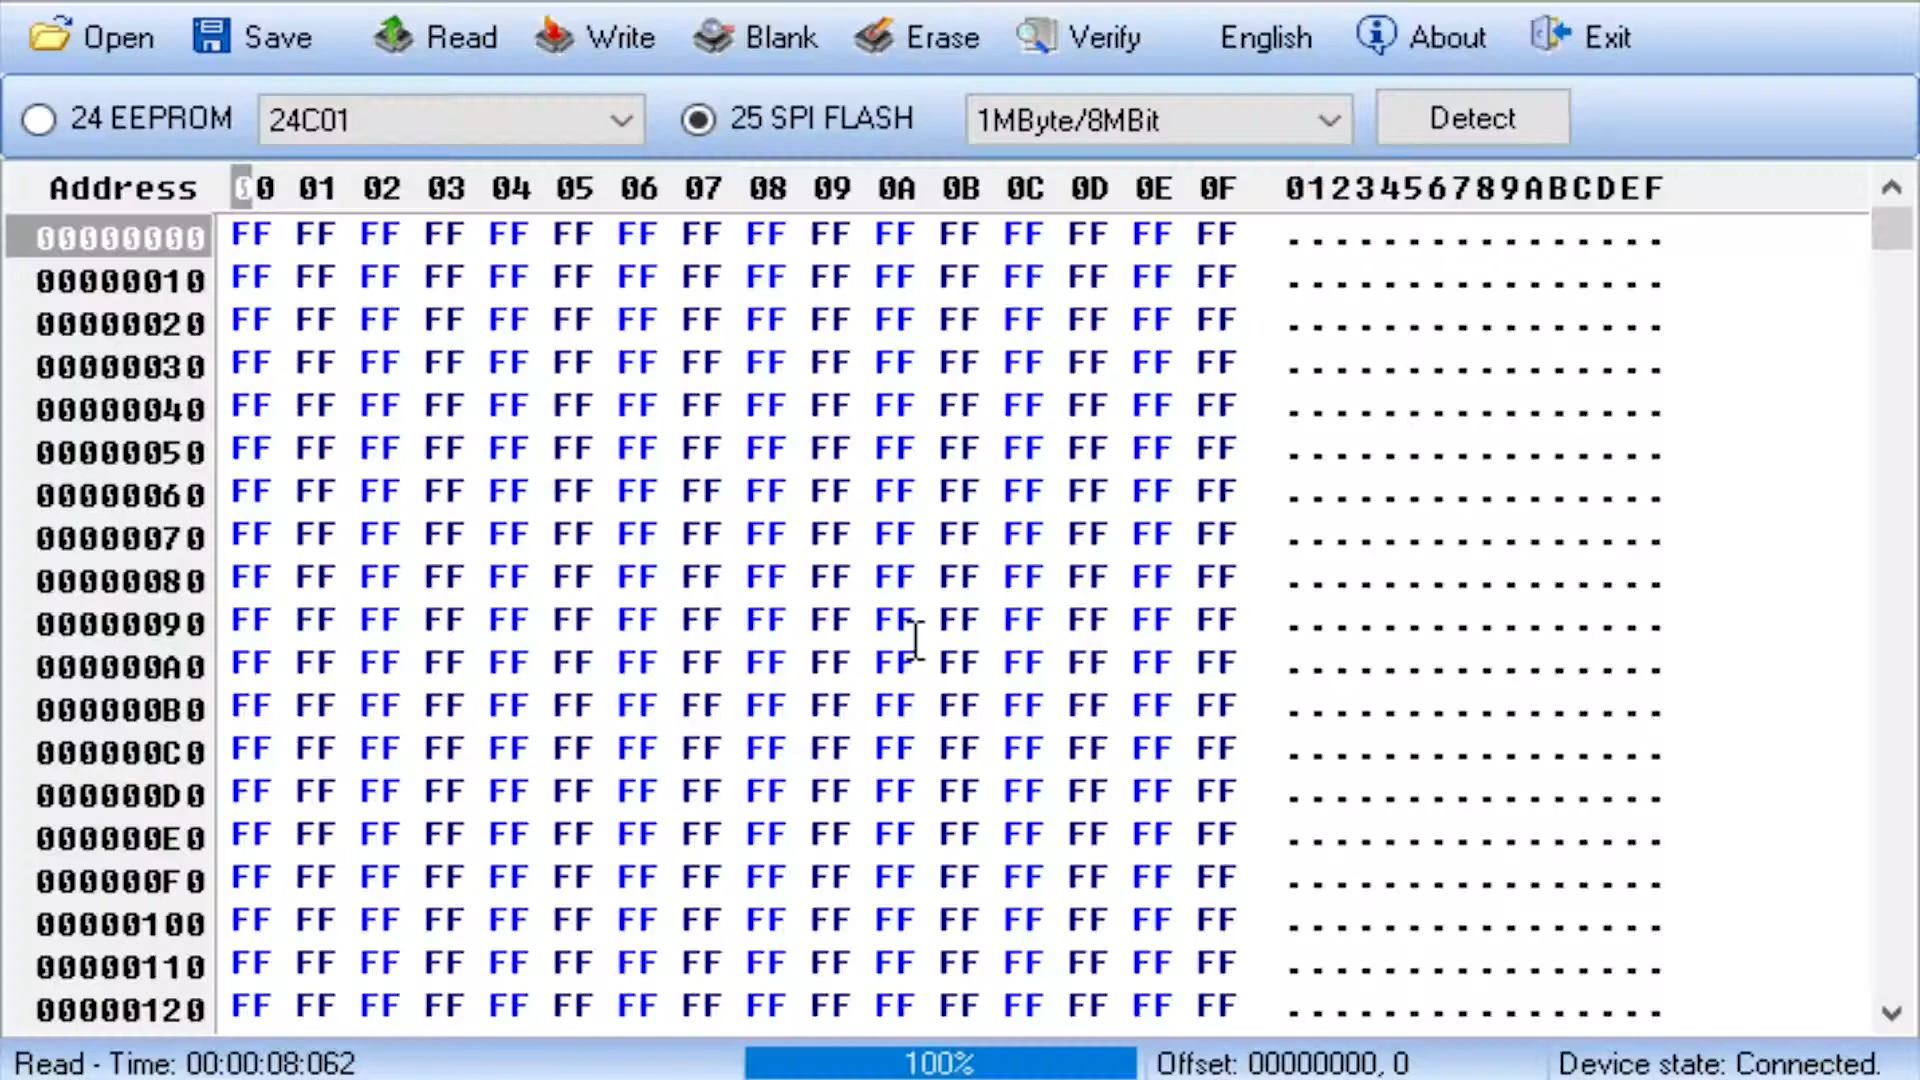 Open Save Read Write Blank Erase Verify English About Exit
24 EEPROM 24C01 25 SPI FLASH 1MByte/8MBit Detect
Address 00 01 02 03 04 05 06 07 08 09 0A 0B 0C 0D 0E 0F 0123456789ABCDEF
00000000 FF FF FF FF FF FF FF FF FF FF FF FF FF FF FF FF ................
00000010 FF FF FF FF FF FF FF FF FF FF FF FF FF FF FF FF ................
00000020 FF FF FF FF FF FF FF FF FF FF FF FF FF FF FF FF ................
00000030 FF FF FF FF FF FF FF FF FF FF FF FF FF FF FF FF ................
00000040 FF FF FF FF FF FF FF FF FF FF FF FF FF FF FF FF ................
00000050 FF FF FF FF FF FF FF FF FF FF FF FF FF FF FF FF ................
00000060 FF FF FF FF FF FF FF FF FF FF FF FF FF FF FF FF ................
00000070 FF FF FF FF FF FF FF FF FF FF FF FF FF FF FF FF ................
00000080 FF FF FF FF FF FF FF FF FF FF FF FF FF FF FF FF ................
00000090 FF FF FF FF FF FF FF FF FF FF FF FF FF FF FF FF ................
000000A0 FF FF FF FF FF FF FF FF FF FF FF FF FF FF FF FF ................
000000B0 FF FF FF FF FF FF FF FF FF FF FF FF FF FF FF FF ................
000000C0 FF FF FF FF FF FF FF FF FF FF FF FF FF FF FF FF ................
000000D0 FF FF FF FF FF FF FF FF FF FF FF FF FF FF FF FF ................
000000E0 FF FF FF FF FF FF FF FF FF FF FF FF FF FF FF FF ................
000000F0 FF FF FF FF FF FF FF FF FF FF FF FF FF FF FF FF ................
00000100 FF FF FF FF FF FF FF FF FF FF FF FF FF FF FF FF ................
00000110 FF FF FF FF FF FF FF FF FF FF FF FF FF FF FF FF ................
00000120 FF FF FF FF FF FF FF FF FF FF FF FF FF FF FF FF ................
Read - Time: 00:00:08:062 100% Offset: 00000000, 0 Device state: Connected.